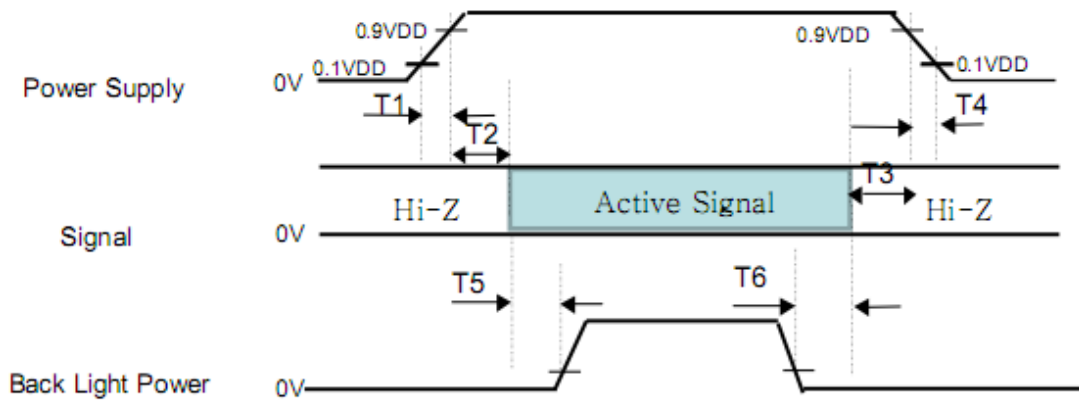 0.9VDD
0.9VDD
0.1VDD
0.1VDD
Power Supply
0V
T1
T2
T4
T3
Hi-Z
Active Signal
Hi-Z
Signal
0V
T5
T6
Back Light Power
0V